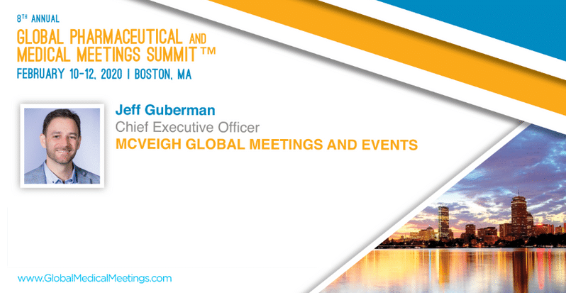 8TH ANNUAL
GLOBAL PHARMACEUTICAL AND
MEDICAL MEETINGS SUMMIT™
FEBRUARY 10-12, 2020 | BOSTON, MA
Jeff Guberman
Chief Executive Officer
MCVEIGH GLOBAL MEETINGS AND EVENTS
www.GlobalMedicalMeetings.com